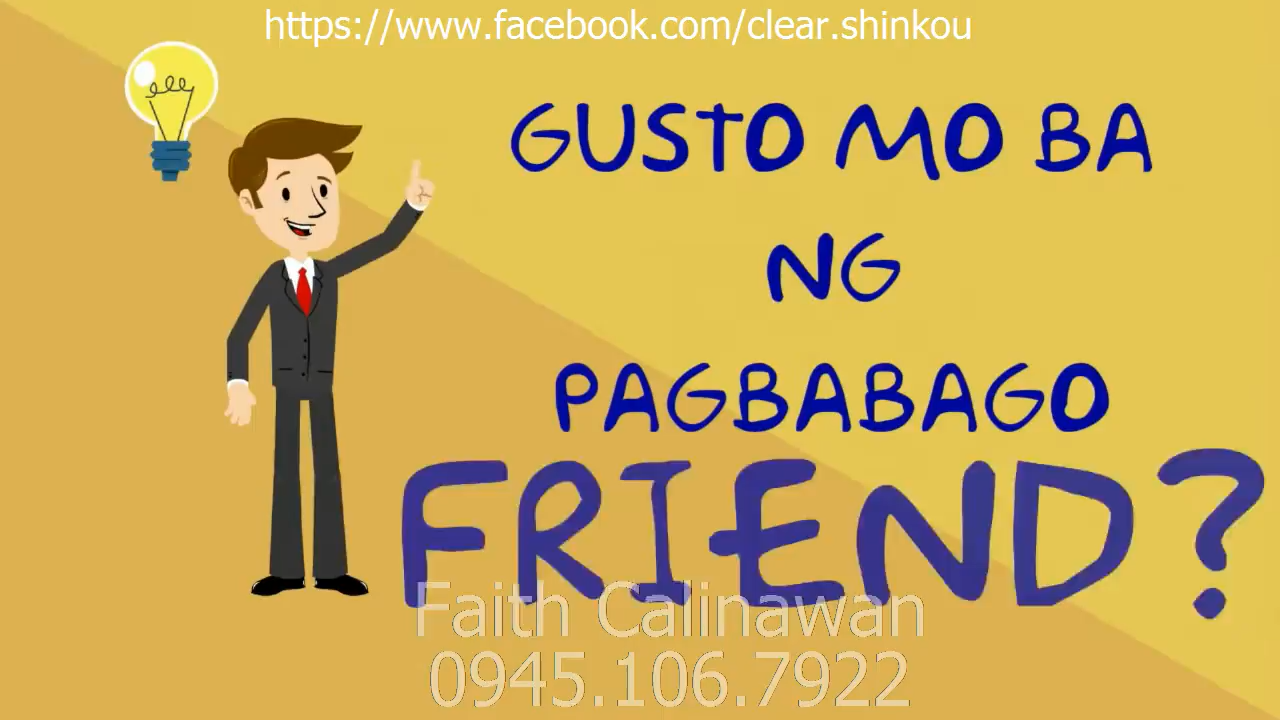 https://www.facebook.com/clear.shinkou
GUSTO MO BA
NG
PAGBABAGO
FRIEND?
Faith Calinawan
0945.106.7922